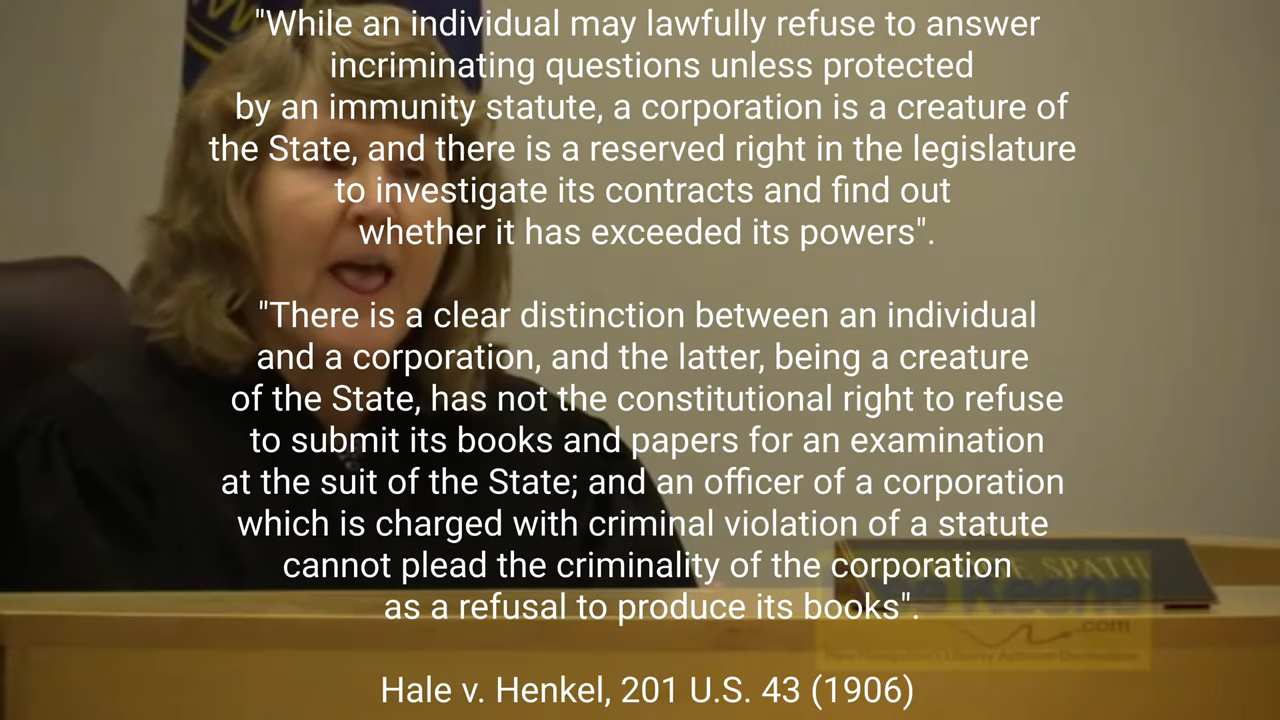 "While an individual may lawfully refuse to answer
incriminating questions unless protected
by an immunity statute, a corporation is a creature of
the State, and there is a reserved right in the legislature
to investigate its contracts and find out
whether it has exceeded its powers".
"There is a clear distinction between an individual
and a corporation, and the latter, being a creature
of the State, has not the constitutional right to refuse
to submit its books and papers for an examination
at the suit of the State; and an officer of a corporation
which is charged with criminal violation of a statute
cannot plead the criminality of the corporation
as a refusal to produce its books".
E. SPATH
Keene
.com
Hale v. Henkel, 201 U.S. 43 (1906)